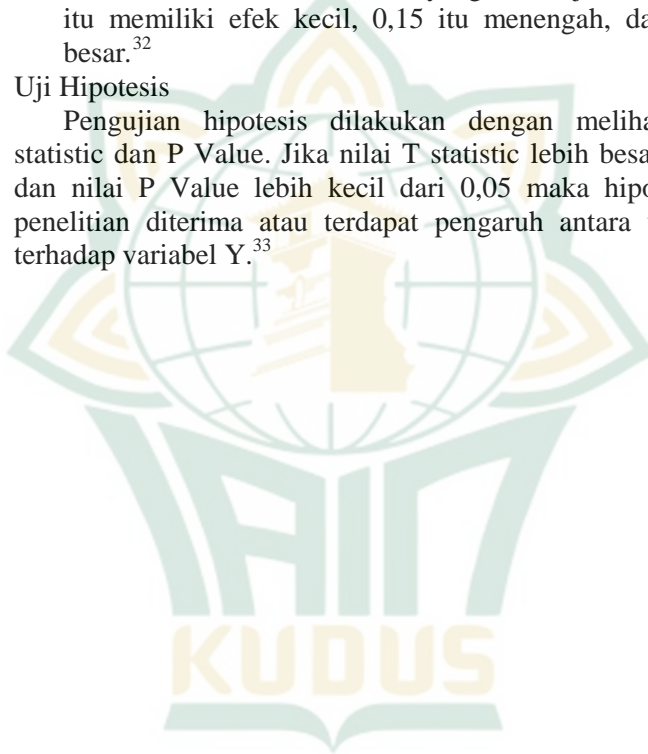 itu memiliki efek kecil, 0,15 itu menengah, da
besar.32
Uji Hipotesis
Pengujian hipotesis dilakukan dengan meliha
statistic dan P Value. Jika nilai T statistic lebih besa
dan nilai P Value lebih kecil dari 0,05 maka hipo
penelitian diterima atau terdapat pengaruh antara
terhadap variabel Y.33
IAIN
KUDUS